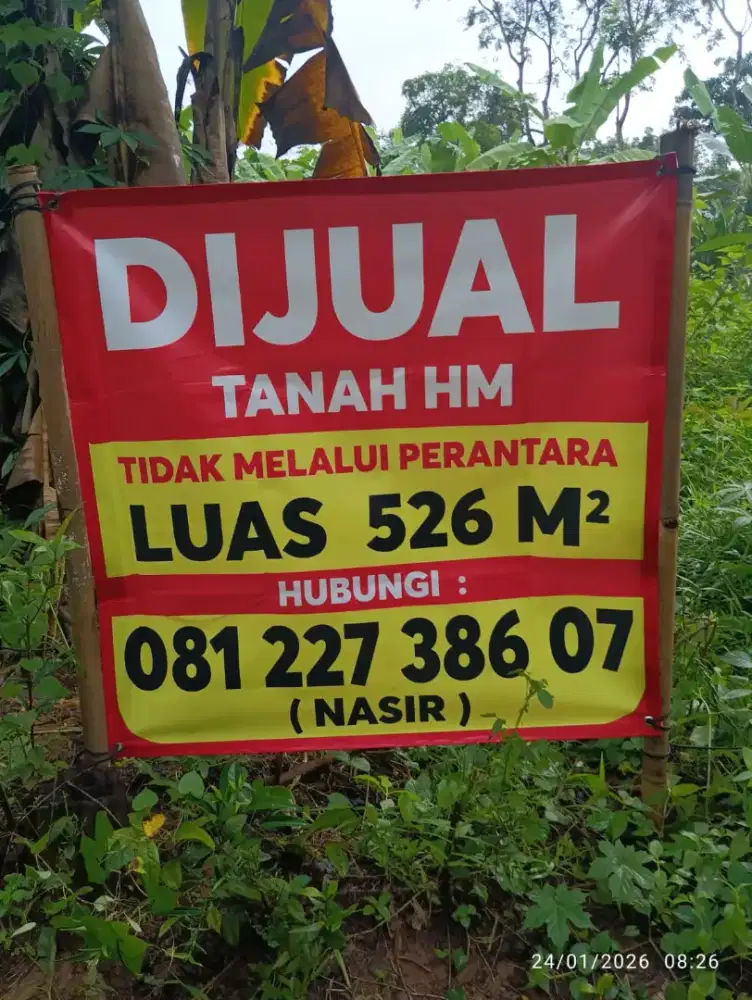 DIJUAL
TANAH HM
TIDAK MELALUI PERANTARA
LUAS 526 M²
HUBUNGI :
081 227 386 07
( NASIR )
24/01/2026 08:26